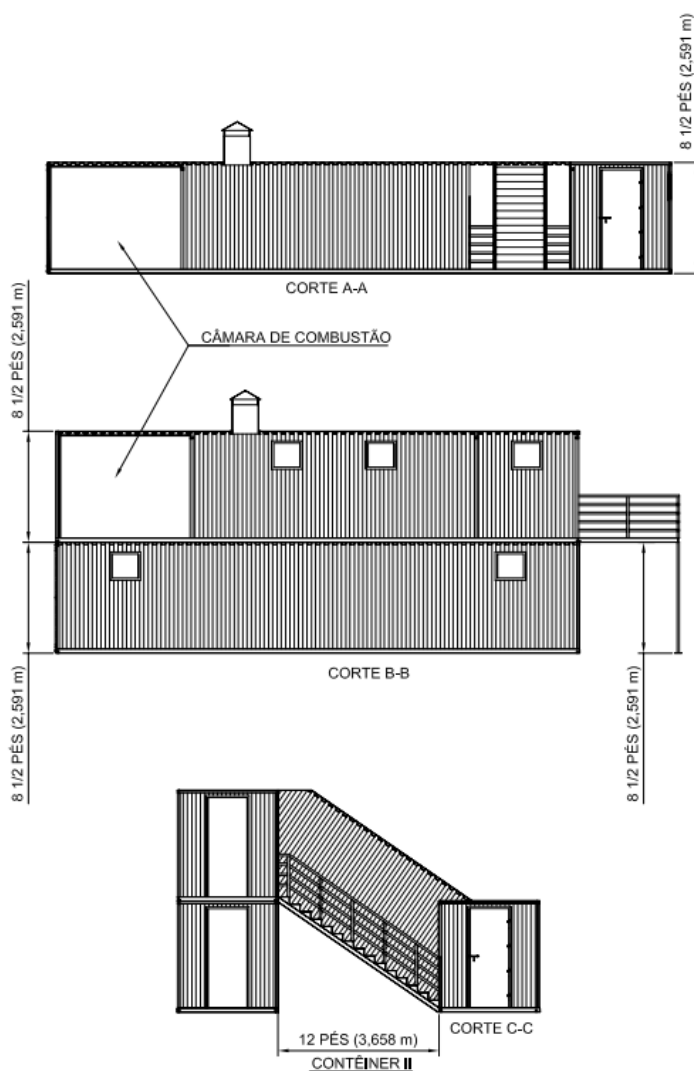 8 1/2 PÉS (2,591 m)
CORTE A-A
CÂMARA DE COMBUSTÃO
8 1/2 PÉS (2,591 m)
CORTE B-B
8 1/2 PÉS (2,591 m)
8 1/2 PÉS (2,591 m)
12 PÉS (3,658 m)
CORTE C-C
CONTÊINER II